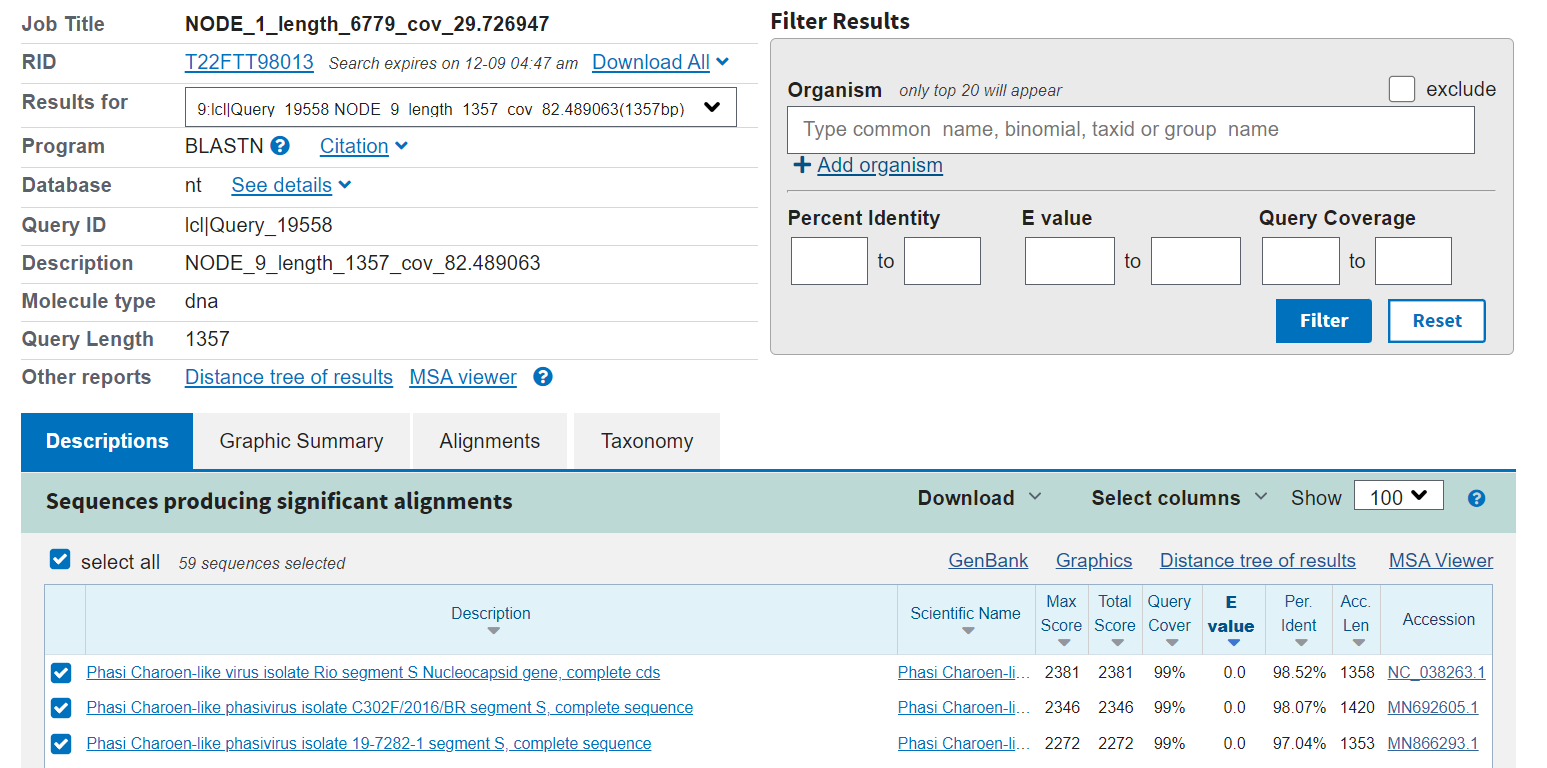 Job Title NODE_1_length_6779_cov_29.726947
RID T22FTT98013 Search expires on 12-09 04:47 am Download All
Results for 9:lcl|Query_19558 NODE_9_length_1357_cov_82.489063(1357bp)
Program BLASTN ? Citation
Database nt See details
Query ID lcl|Query_19558
Description NODE_9_length_1357_cov_82.489063
Molecule type dna
Query Length 1357
Other reports Distance tree of results MSA viewer ?
Filter Results
Organism only top 20 will appear exclude
Type common name, binomial, taxid or group name
+ Add organism
Percent Identity E value Query Coverage
to to to
Filter Reset
Descriptions Graphic Summary Alignments Taxonomy
Sequences producing significant alignments Download Select columns Show 100 ?
select all 59 sequences selected GenBank Graphics Distance tree of results MSA Viewer
Description Scientific Name Max Score Total Score Query Cover E value Per. Ident Acc. Len Accession
Phasi Charoen-like virus isolate Rio segment S Nucleocapsid gene, complete cds Phasi Charoen-li... 2381 2381 99% 0.0 98.52% 1358 NC_038263.1
Phasi Charoen-like phasivirus isolate C302F/2016/BR segment S, complete sequence Phasi Charoen-li... 2346 2346 99% 0.0 98.07% 1420 MN692605.1
Phasi Charoen-like phasivirus isolate 19-7282-1 segment S, complete sequence Phasi Charoen-li... 2272 2272 99% 0.0 97.04% 1353 MN866293.1